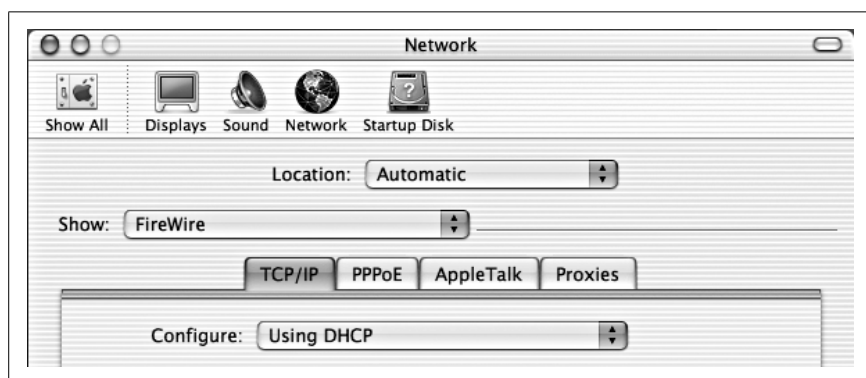 Network
Show All Displays Sound Network Startup Disk
Location: Automatic
Show: FireWire
TCP/IP PPPoE AppleTalk Proxies
Configure: Using DHCP